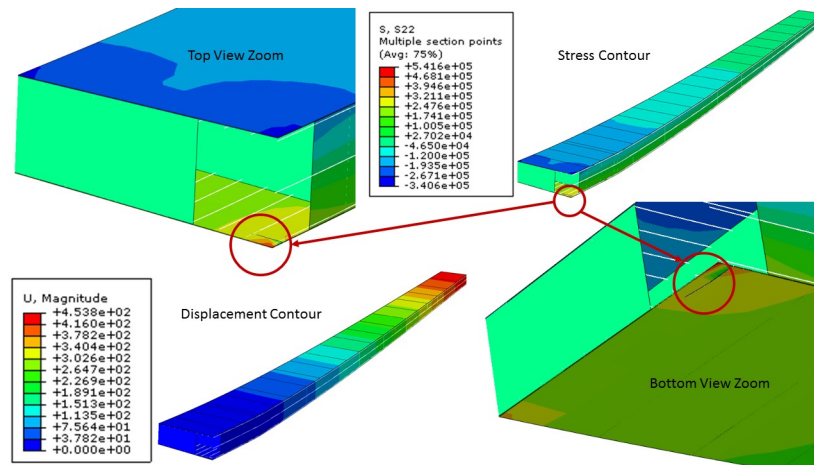 Top View Zoom
S, S22
Multiple section points
(Avg: 75%)
+5.416e+05
+4.681e+05
+3.946e+05
+3.211e+05
+2.476e+05
+1.741e+05
+1.005e+05
+2.702e+04
-4.650e+04
-1.200e+05
-1.935e+05
-2.671e+05
-3.406e+05
Stress Contour
U, Magnitude
+4.538e+02
+4.160e+02
+3.782e+02
+3.404e+02
+3.026e+02
+2.647e+02
+2.269e+02
+1.891e+02
+1.513e+02
+1.135e+02
+7.564e+01
+3.782e+01
+0.000e+00
Displacement Contour
Bottom View Zoom